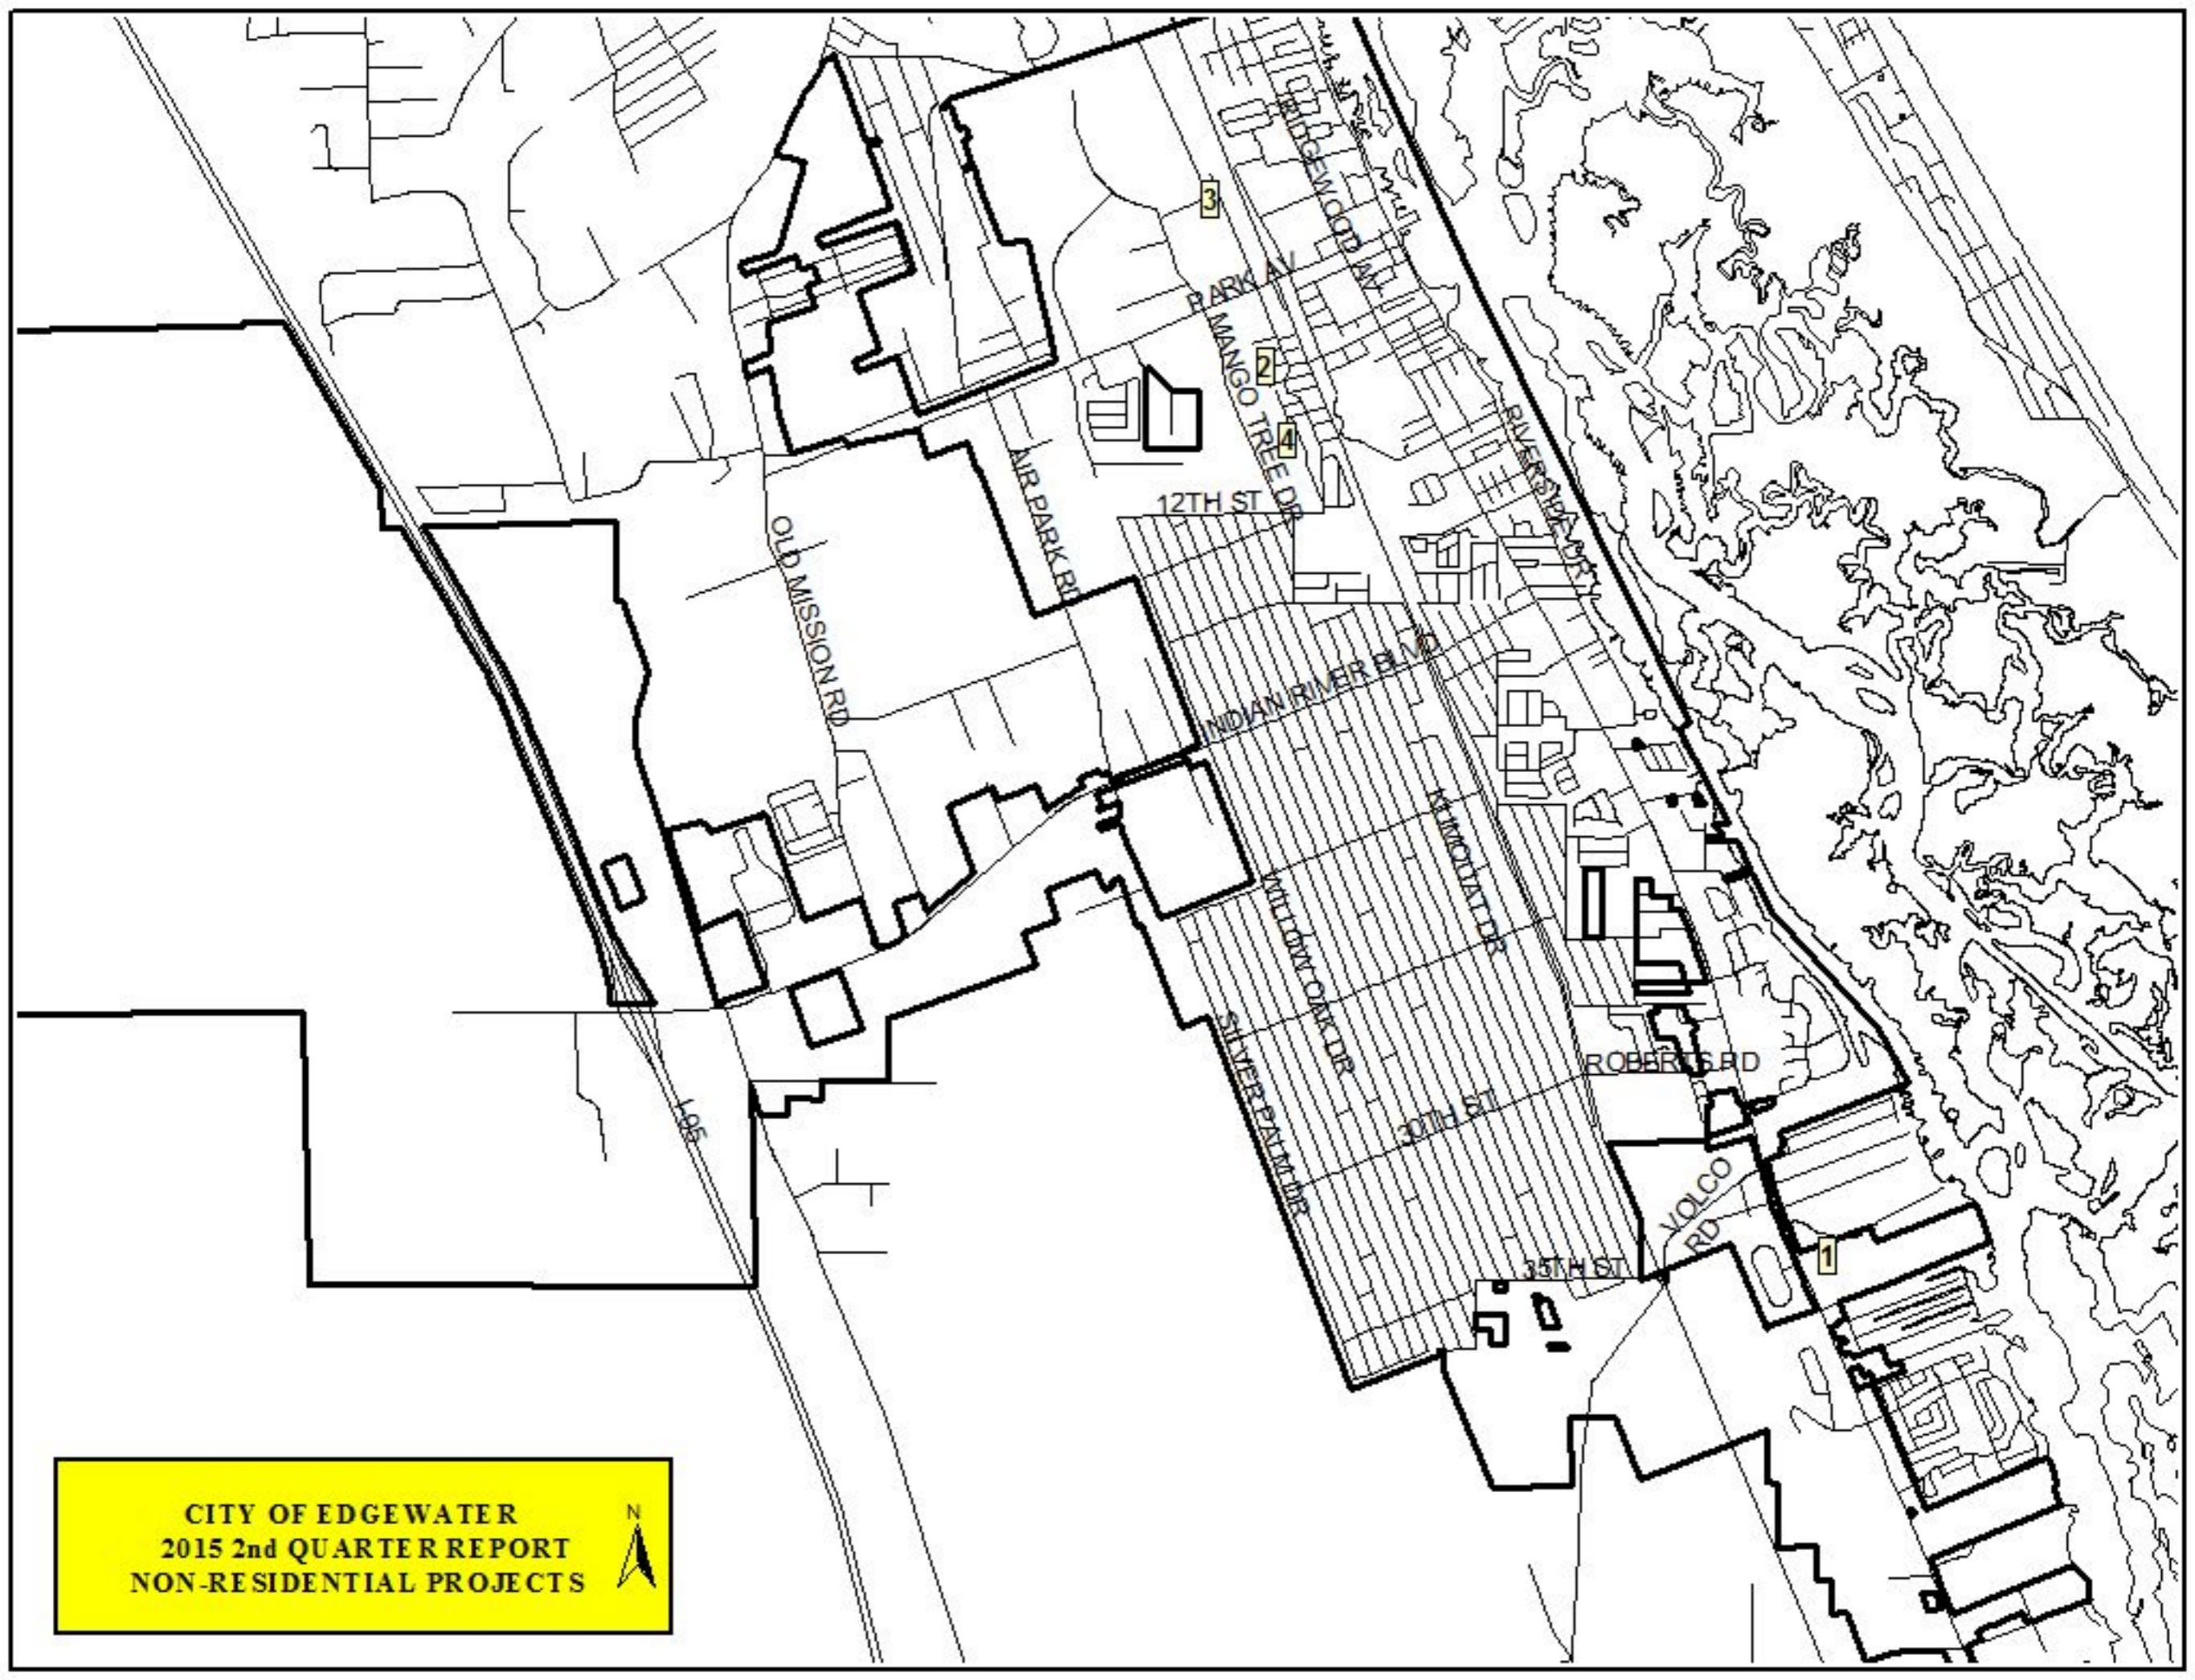 RIDGEWOOD AV
3
PARK AV
MANGO TREE DR
2
4
RIVERSIDE DR
12TH ST
AIR PARK RD
OLD MISSION RD
INDIAN RIVER BLVD
KUMQUAT DR
WILLOW OAK DR
SILVER PALM DR
ROBERTS RD
I-95
30TH ST
VOLCO
RD
1
35TH ST
CITY OF EDGEWATER
2015 2nd QUARTER REPORT
NON-RESIDENTIAL PROJECTS
N